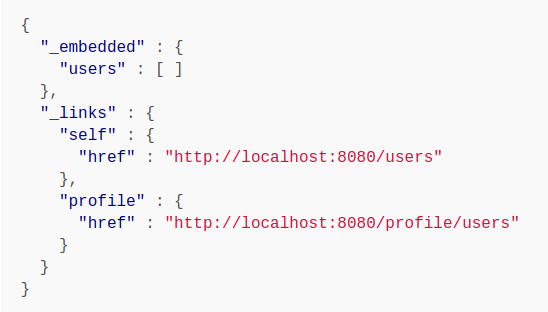 {
  "_embedded" : {
    "users" : [ ]
  },
  "_links" : {
    "self" : {
      "href" : "http://localhost:8080/users"
    },
    "profile" : {
      "href" : "http://localhost:8080/profile/users"
    }
  }
}